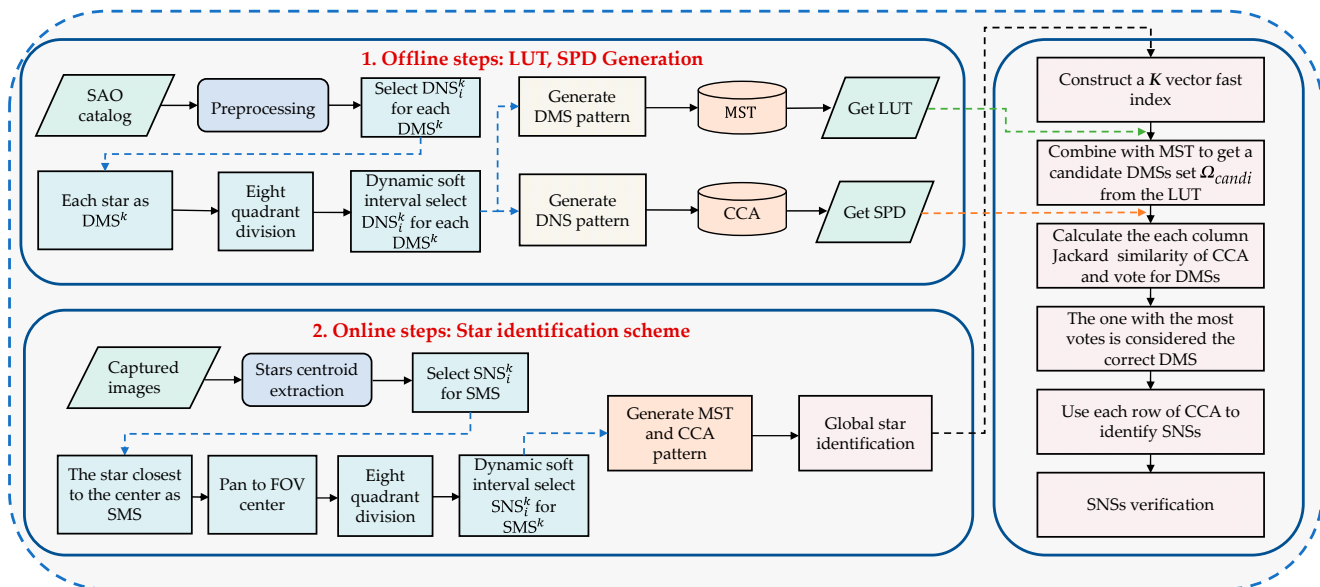 1. Offline steps: LUT, SPD Generation
SAO
catalog
Preprocessing
Select DNS_i^k
for each
DMS^k
Generate
DMS pattern
MST
Get LUT
Each star as
DMS^k
Eight
quadrant
division
Dynamic soft
interval select
DNS_i^k for each
DMS^k
Generate
DNS pattern
CCA
Get SPD
2. Online steps: Star identification scheme
Captured
images
Stars centroid
extraction
Select SNS_i^k
for SMS
The star closest
to the center as
SMS
Pan to FOV
center
Eight
quadrant
division
Dynamic soft
interval select
SNS_i^k for
SMS^k
Generate MST
and CCA
pattern
Global star
identification
Construct a K vector fast
index
Combine with MST to get a
candidate DMSs set Ω_candi
from the LUT
Calculate the each column
Jackard similarity of CCA
and vote for DMSs
The one with the most
votes is considered the
correct DMS
Use each row of CCA to
identify SNSs
SNSs verification